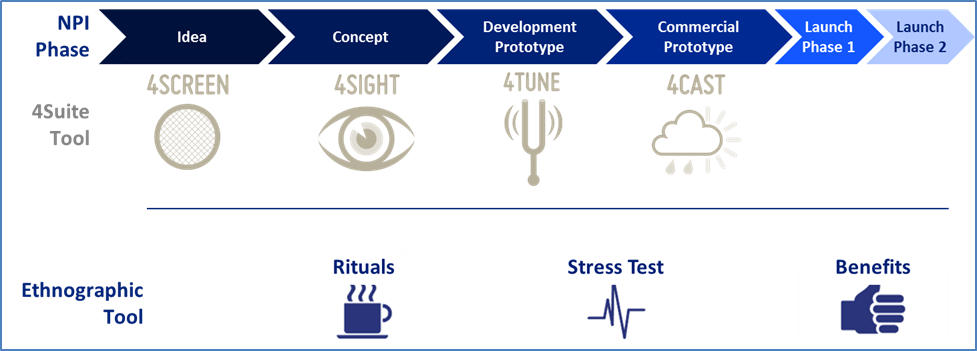 NPI
Phase
Idea
Concept
Development
Prototype
Commercial
Prototype
Launch
Phase 1
Launch
Phase 2
4Suite
Tool
4SCREEN
4SIGHT
4TUNE
4CAST
Ethnographic
Tool
Rituals
Stress Test
Benefits